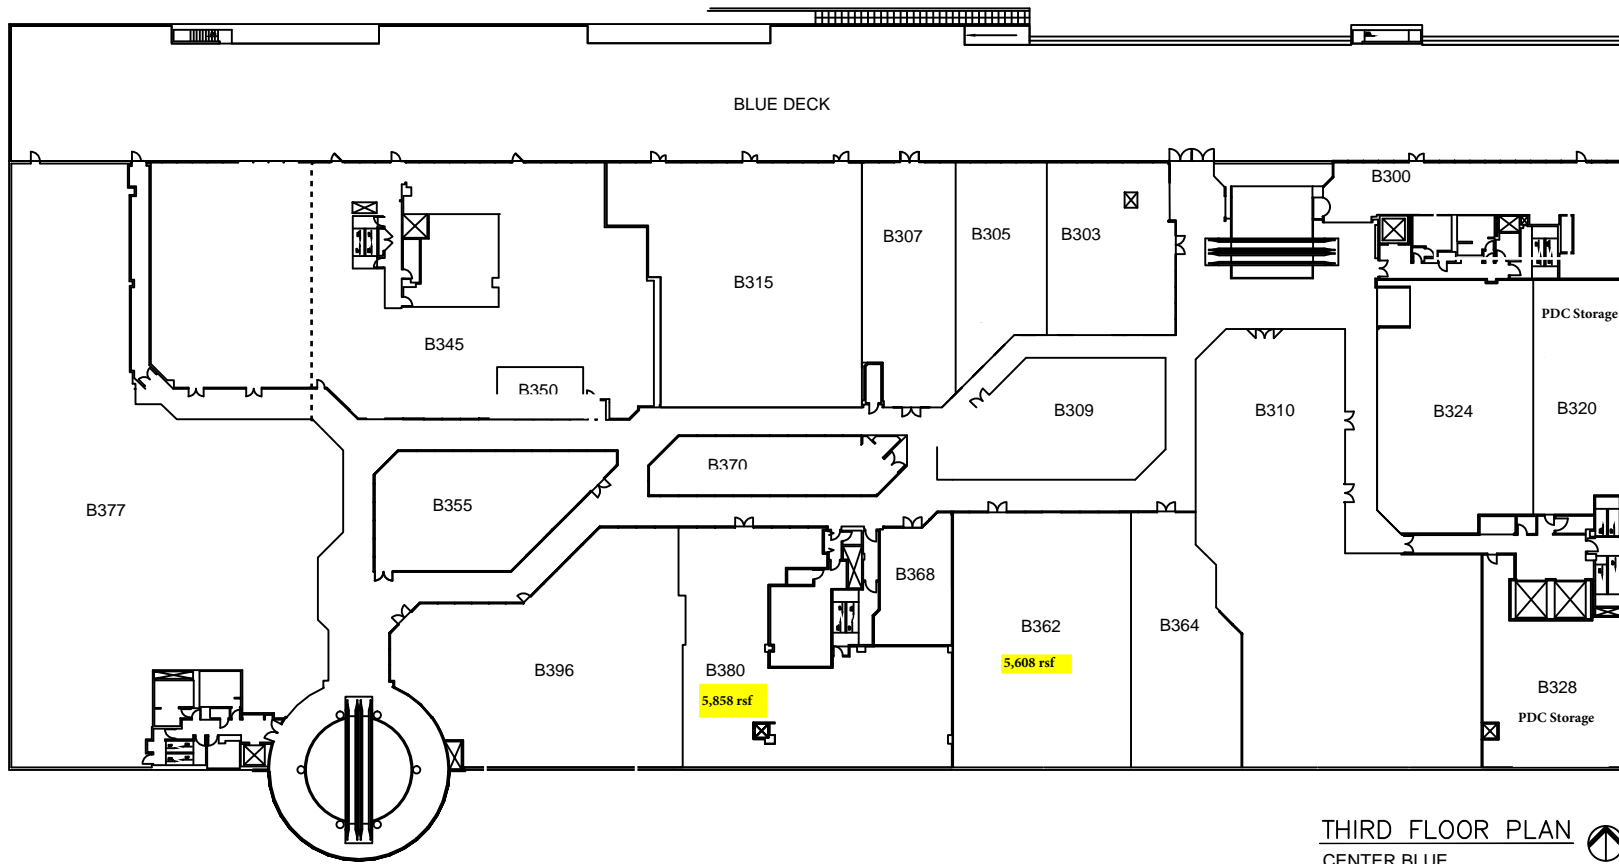 BLUE DECK
B300
B307
B305
B303
B315
PDC Storage
B345
B350
B309
B310
B324
B320
B370
B355
B377
B368
B362
5,608 rsf
B364
B396
B380
5,858 rsf
B328
PDC Storage
THIRD FLOOR PLAN
CENTER BLUE